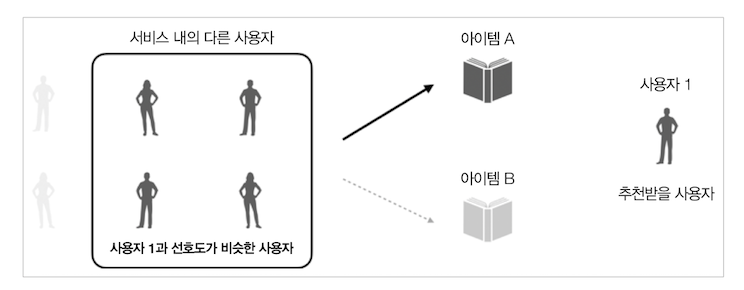 서비스 내의 다른 사용자
아이템 A
사용자 1
아이템 B
추천받을 사용자
사용자 1과 선호도가 비슷한 사용자